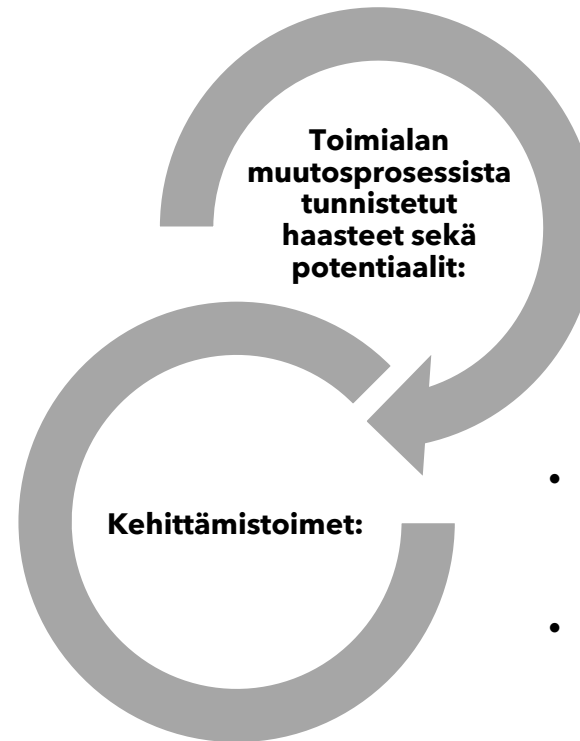 Toimialan
muutosprosessista
tunnistetut
haasteet sekä
potentiaalit:
•
Kehittämistoimet:
•